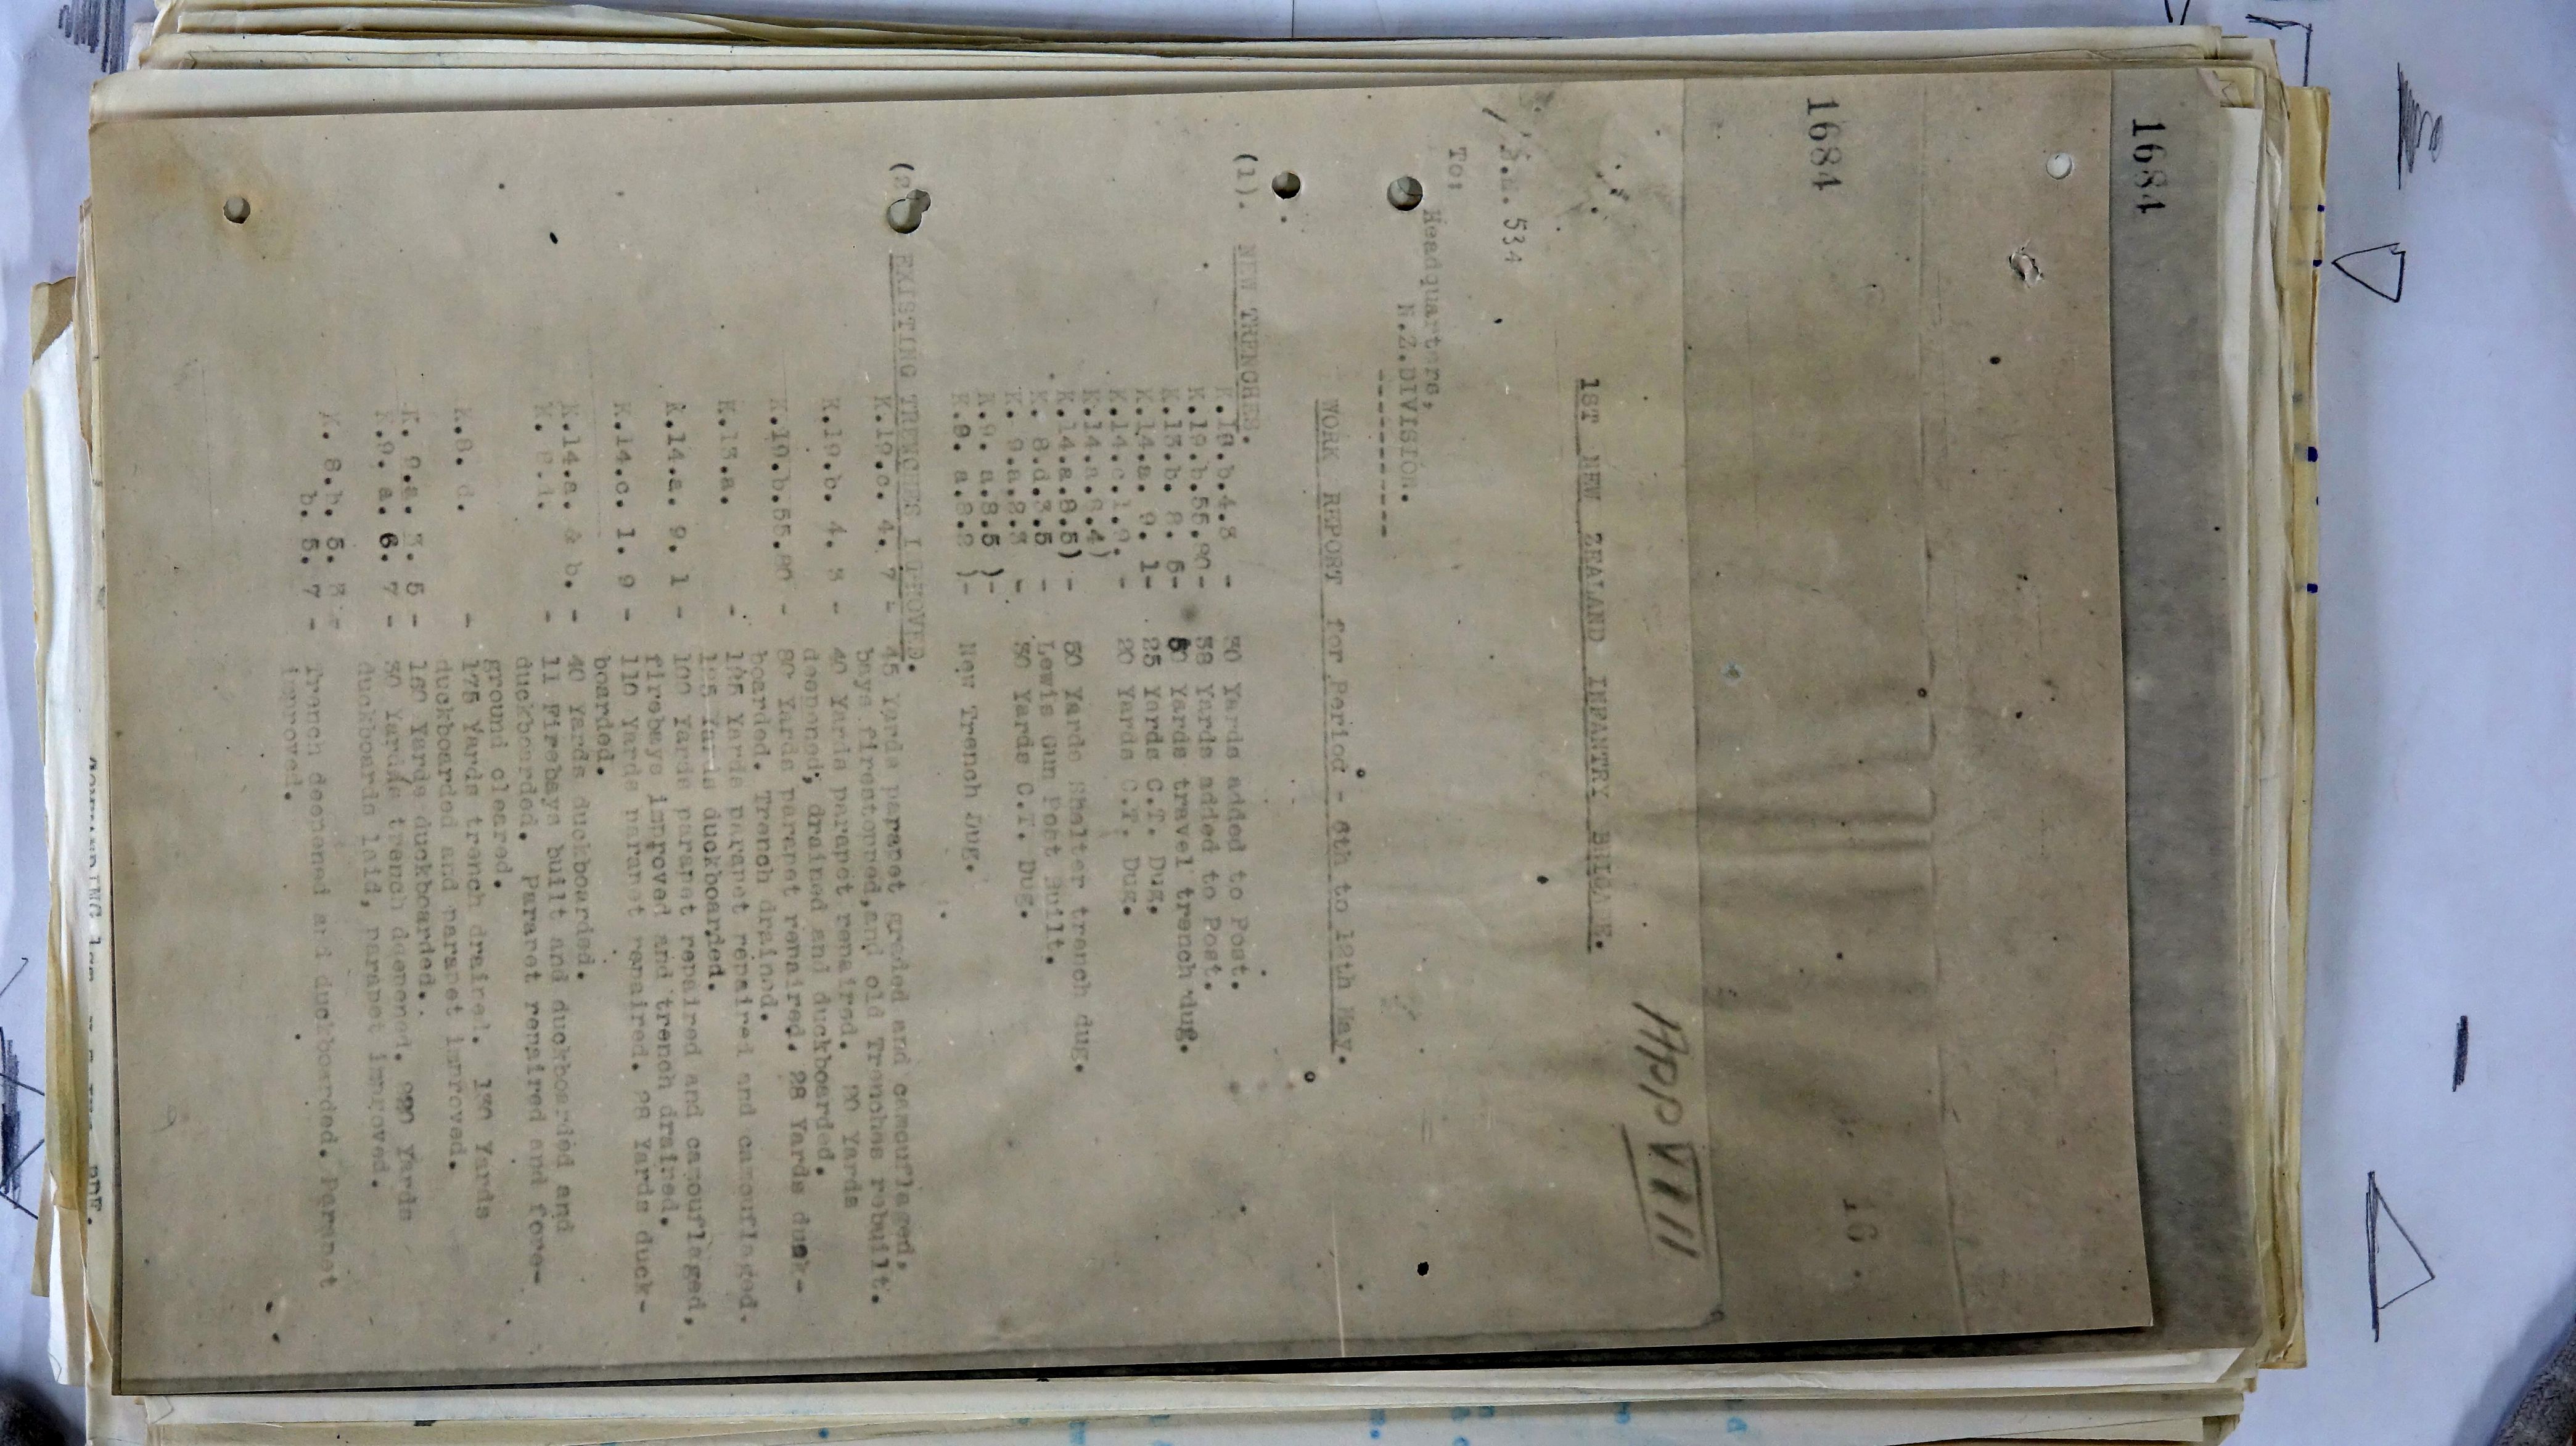 1684
1684
16.
App VIII
1ST NEW ZEALAND INFANTRY BRIGADE.
534
To: Headquarters,
N.Z.DIVISION.
----------
WORK REPORT for Period - 6th to 12th May.
(1). NEW TRENCHES.
K.19.b.4.3 - 30 Yards added to Post.
K.19.b.55.90 - 38 Yards added to Post.
K.13.b. 8. 5- Yards travel trench dug.
K.14.a. 9. 1- 25 Yards C.T. Dug.
K.14.c.1.9. - 20 Yards C.T. Dug.
K.14.a.8.4)
K.14.a.8.5) - 50 Yards Shelter trench dug.
K. 8.d.3.5 - Lewis Gun Post Built.
K. 9.a.2.3 - 30 Yards C.T. Dug.
K.9. a.3.5 )-
K.9. a.8.2 )- New Trench Dug.
(2) EXISTING TRENCHES IMPROVED.
K.19.c. 4. 7 - 45 Yard parapet graded and camouflaged,
bays firestepped,and old Trenches rebuilt.
K.19.b. 4. 3 - 40 Yards parapet repaired. 20 Yards
deepened, drained and duckboarded.
K.19.b.55.90 - 80 Yards parapet repaired. 28 Yards duck-
boarded. Trench drained.
K.13.a. - Yards parapet repaired and camouflaged.
Yards duckboarded.
K.14.a. 9. 1 - 100 Yards parapet repaired and camouflaged,
firebays improved and trench drained.
K.14.c. 1. 9 - 110 Yards parapet repaired. 28 Yards duck-
boarded.
K.14.a. & b. - 40 Yards duckboarded.
K. - 11 Firebays built and duckboarded and
duckboarded. Parapet repaired and fore-
ground cleared.
K.8. d. - 175 Yards trench drained. 130 Yards
duckboarded and parapet improved.
K. 9.a. 3. 5 - 150 Yards duckboarded.
K.9. a. 6. 7 - 30 Yards trench deepened. Yards
duckboards laid, parapet improved.
K. 8.b. 5. 3 -
b. 5. 7 - Trench deepened and duckboarded. Parapet
improved.